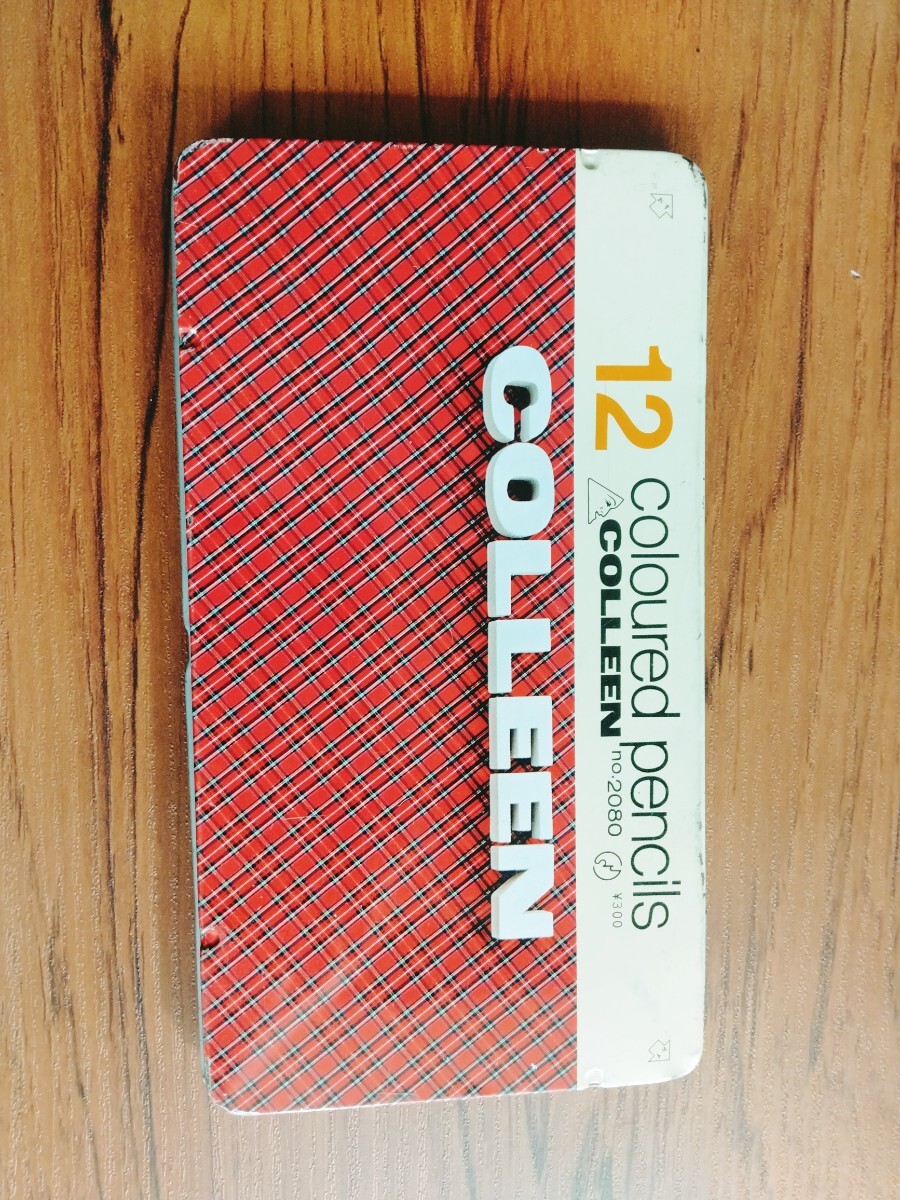 12 coloured pencils
COLLEEN no.2080 ¥300
COLLEEN